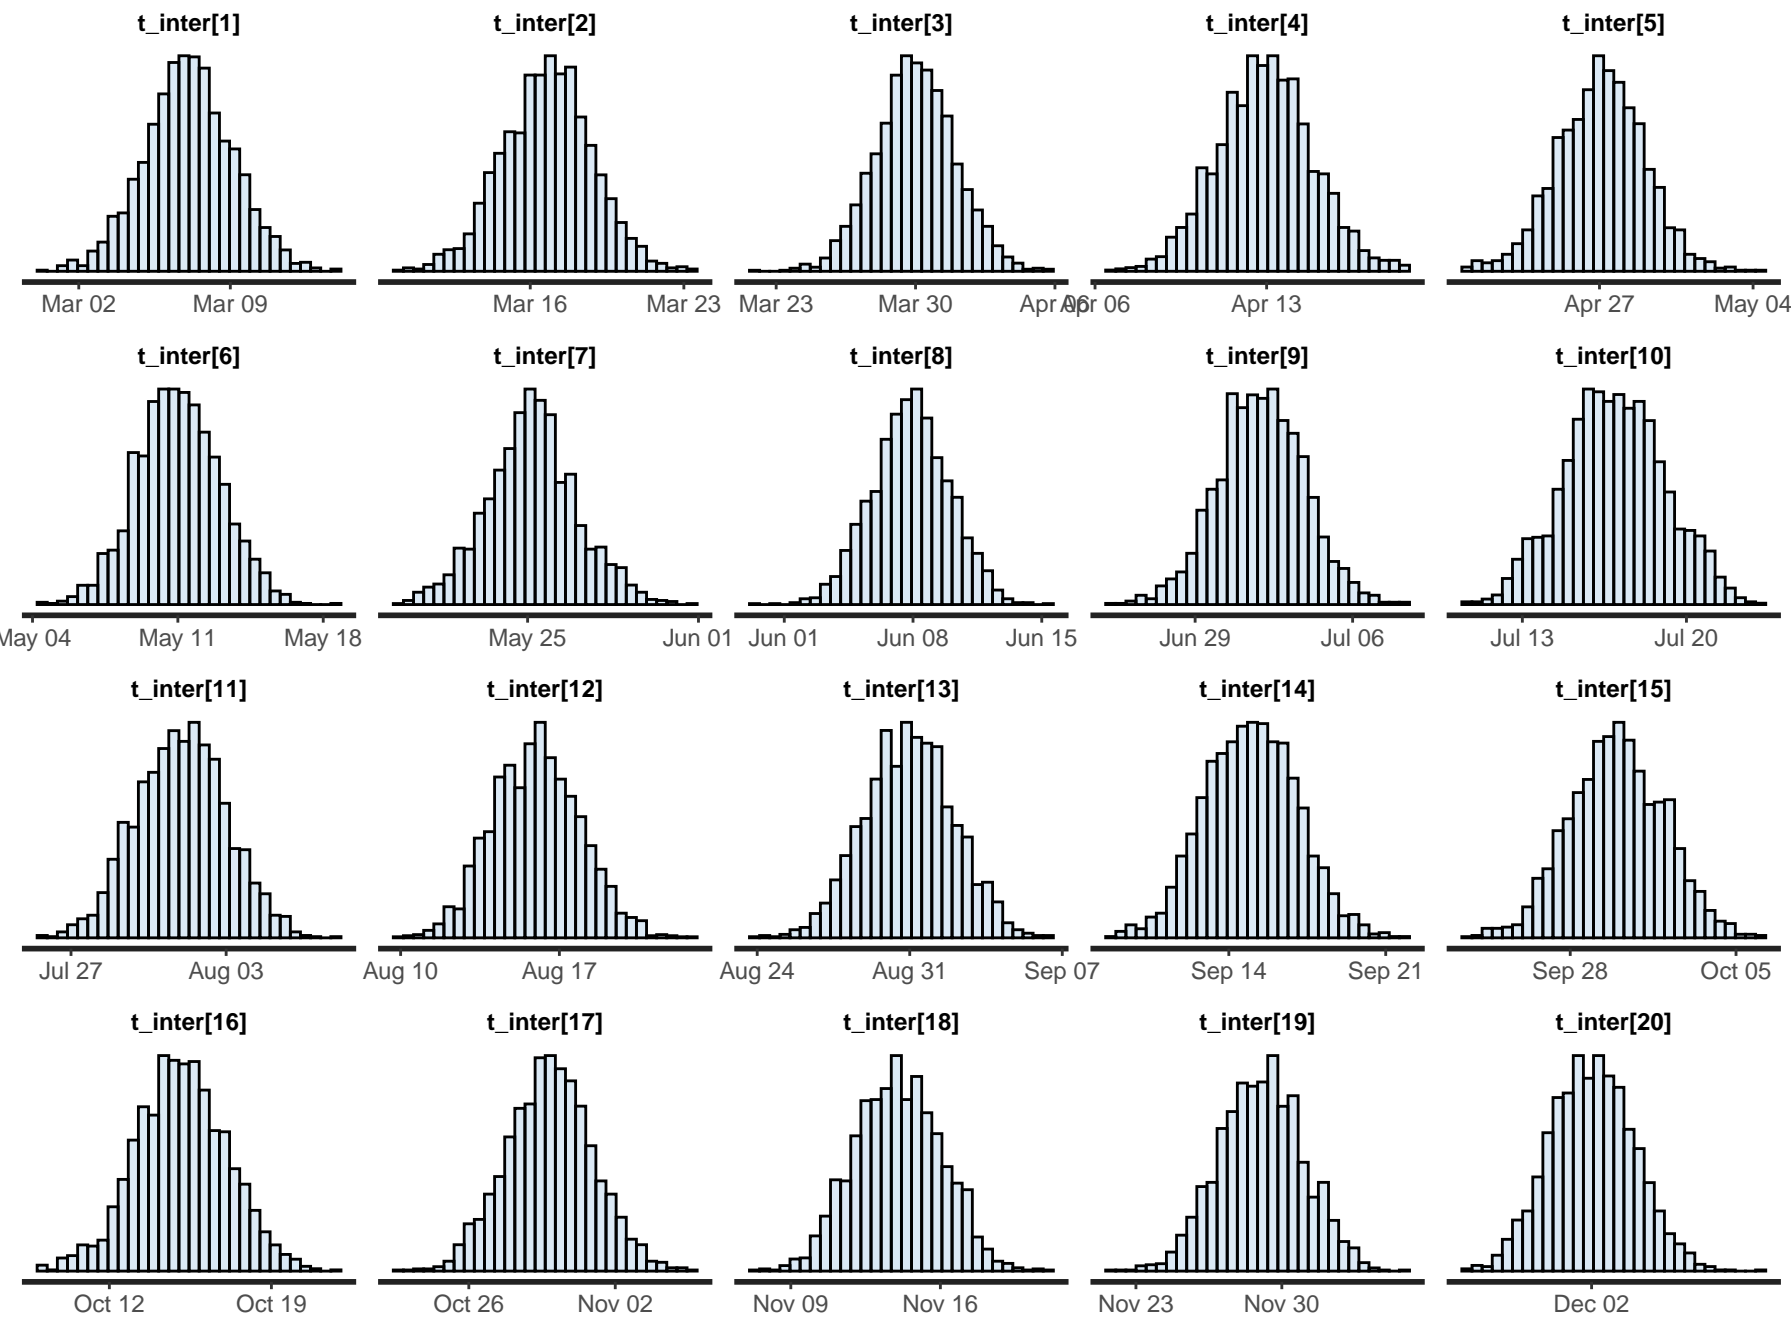 t_inter[1] t_inter[2] t_inter[3] t_inter[4] t_inter[5]
Mar 02 Mar 09 Mar 16 Mar 23 Mar 23 Mar 30 Apr 06 Apr 06 Apr 13 Apr 27 May 04
t_inter[6] t_inter[7] t_inter[8] t_inter[9] t_inter[10]
May 04 May 11 May 18 May 25 Jun 01 Jun 01 Jun 08 Jun 15 Jun 29 Jul 06 Jul 13 Jul 20
t_inter[11] t_inter[12] t_inter[13] t_inter[14] t_inter[15]
Jul 27 Aug 03 Aug 10 Aug 17 Aug 24 Aug 31 Sep 07 Sep 14 Sep 21 Sep 28 Oct 05
t_inter[16] t_inter[17] t_inter[18] t_inter[19] t_inter[20]
Oct 12 Oct 19 Oct 26 Nov 02 Nov 09 Nov 16 Nov 23 Nov 30 Dec 02